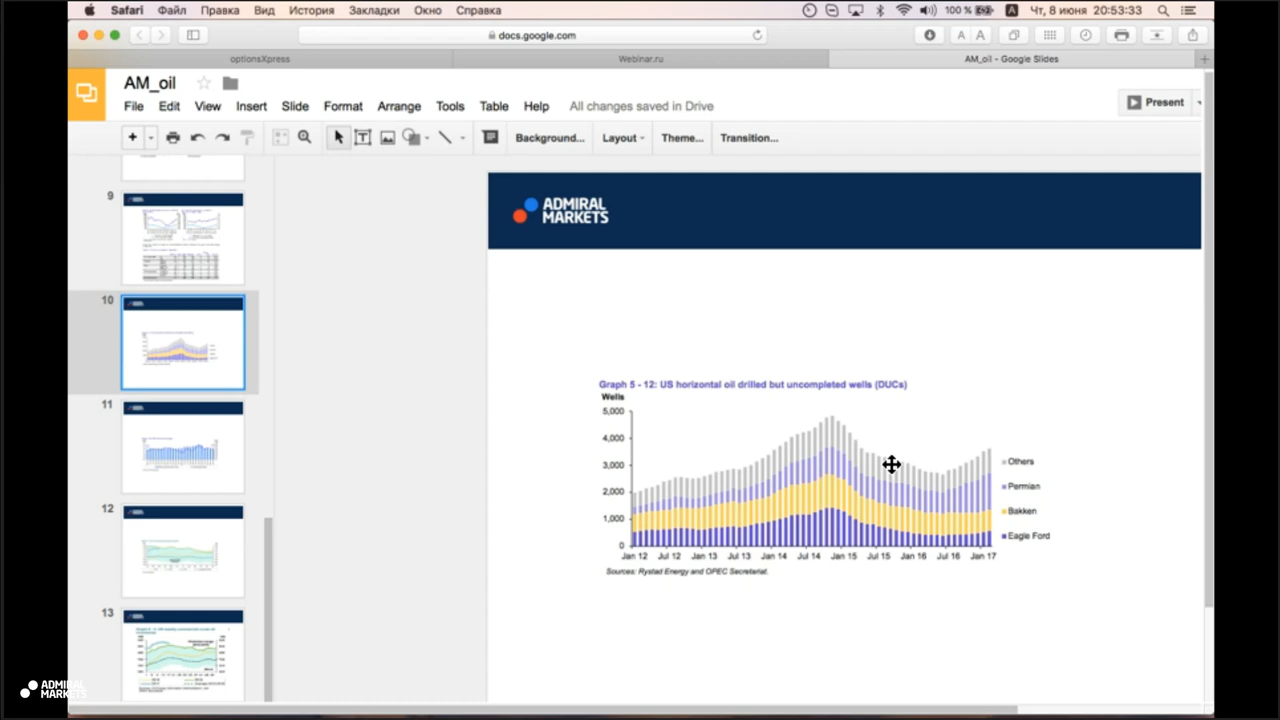 Safari Файл Правка Вид История Закладки Окно Справка 100 % A Чт, 8 июня 20:53:33
docs.google.com
A A
optionsXpress Webinar.ru AM_oil - Google Slides
AM_oil
File Edit View Insert Slide Format Arrange Tools Table Help All changes saved in Drive
Present
Background... Layout Theme... Transition...
9
10
11
12
13
ADMIRAL
MARKETS
Graph 5 - 12: US horizontal oil drilled but uncompleted wells (DUCs)
Wells
5,000
4,000
3,000
2,000
1,000
0
Jan 12 Jul 12 Jan 13 Jul 13 Jan 14 Jul 14 Jan 15 Jul 15 Jan 16 Jul 16 Jan 17
Others
Permian
Bakken
Eagle Ford
Sources: Rystad Energy and OPEC Secretariat.
ADMIRAL
MARKETS